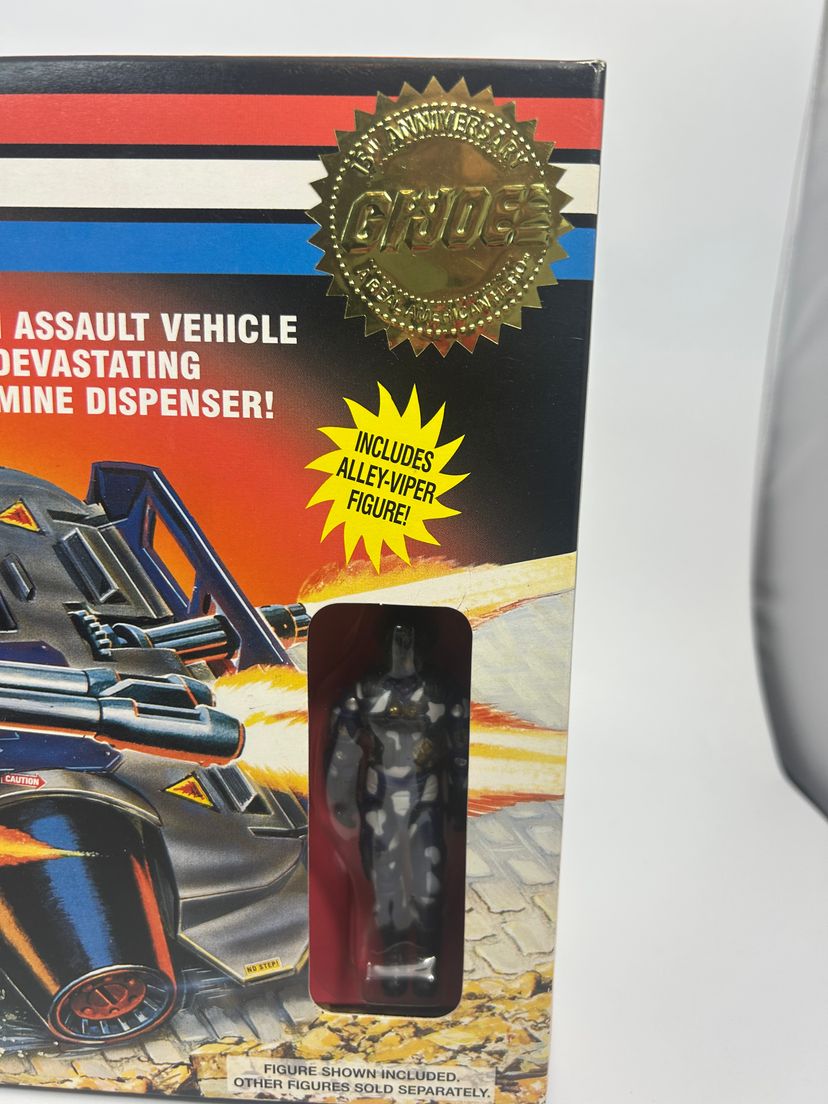 15TH ANNIVERSARY
G.I. JOE
A REAL AMERICAN HERO
ASSAULT VEHICLE
DEVASTATING
MINE DISPENSER!
INCLUDES
ALLEY-VIPER
FIGURE!
CAUTION
NO STEP!
FIGURE SHOWN INCLUDED.
OTHER FIGURES SOLD SEPARATELY.